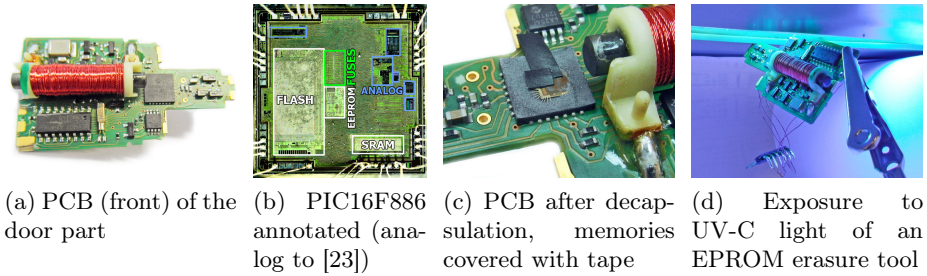 FLASH
EEPROM
FUSES
ANALOG
SRAM
(a) PCB (front) of the
door part
(b) PIC16F886
annotated (ana-
log to [23])
(c) PCB after decap-
sulation, memories
covered with tape
(d) Exposure to
UV-C light of an
EPROM erasure tool